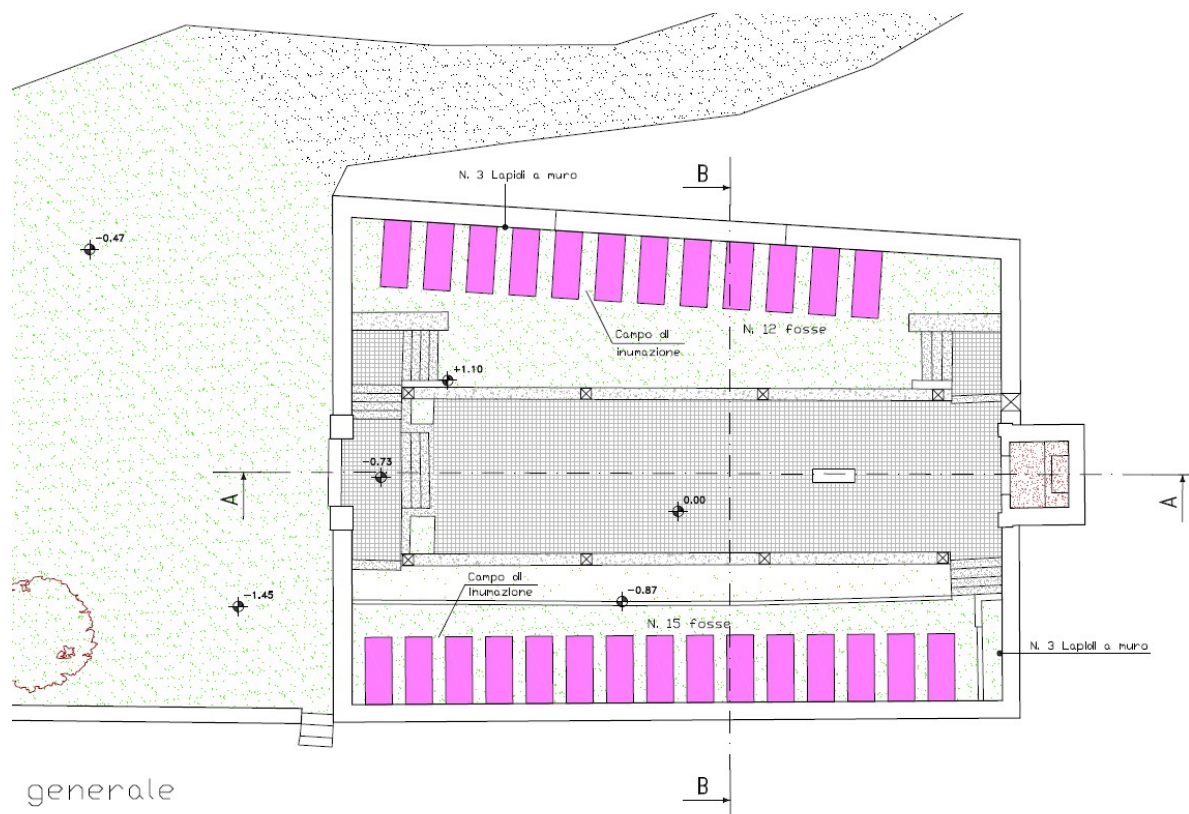 B
N. 3 Lapidi a muro
-0.47
N. 12 fosse
Campo di
inumazione
+1.10
-0.73
A
A
0.00
Campo di
inumazione
-0.87
-1.45
N. 15 fosse
N. 3 Lapidi a muro
B
generale